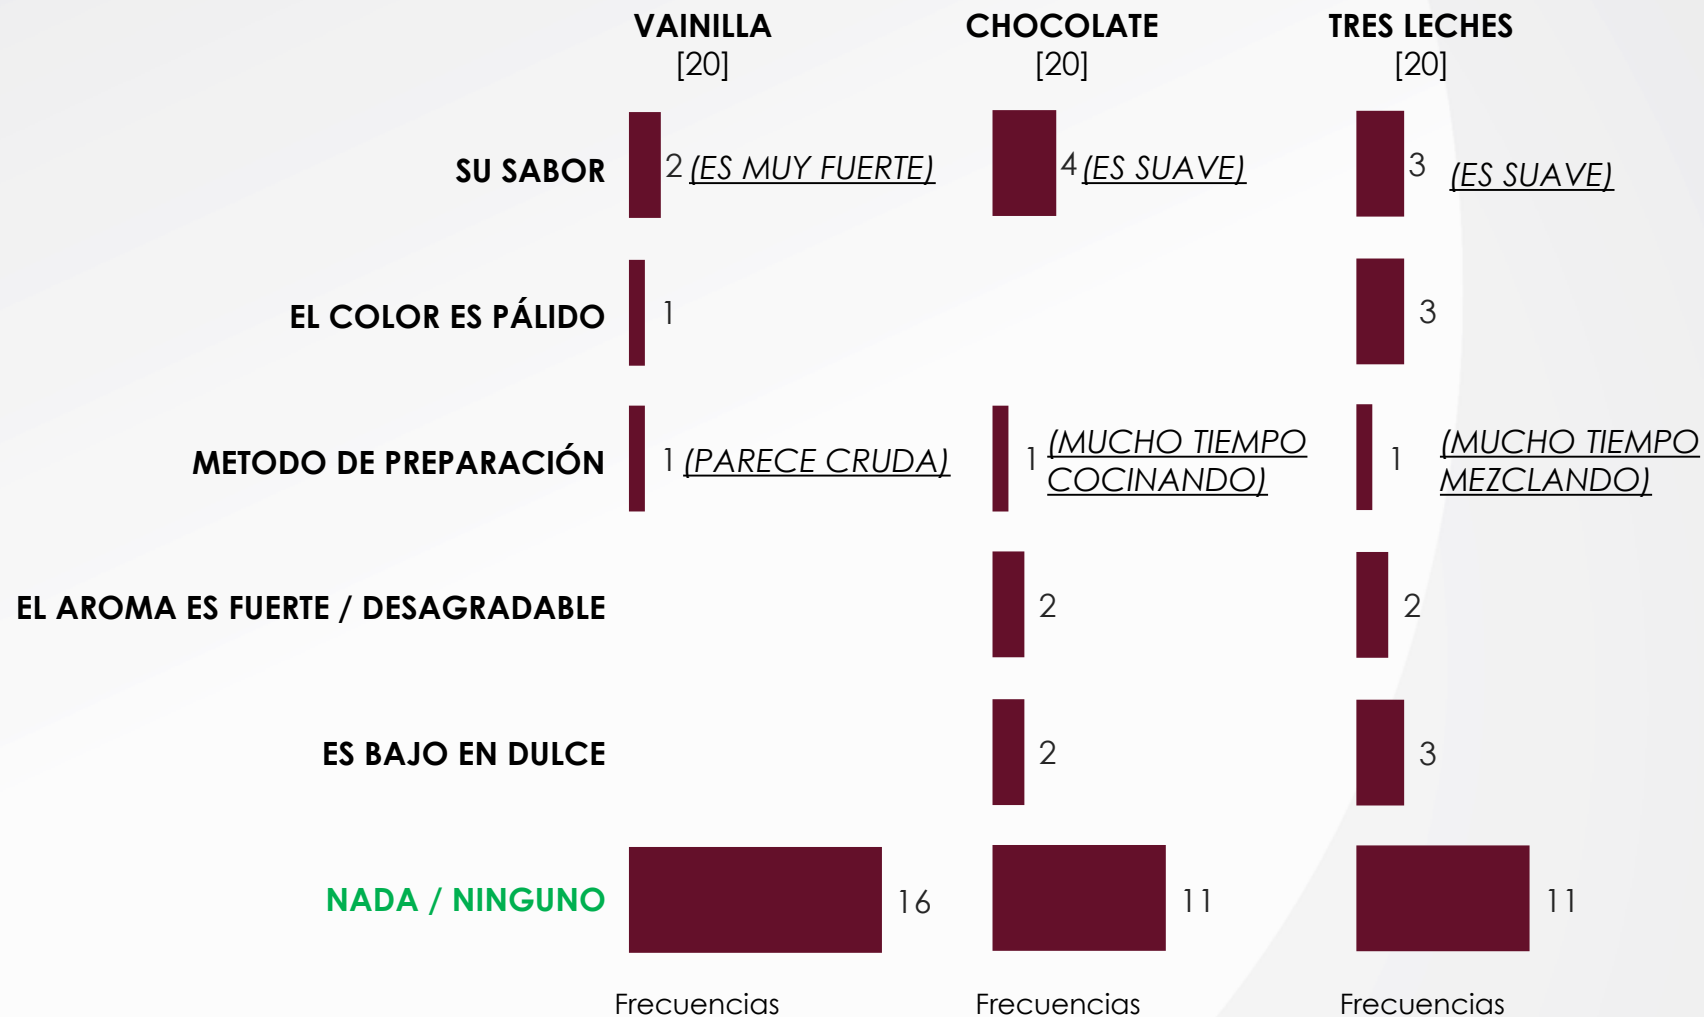 VAINILLA
[20]
CHOCOLATE
[20]
TRES LECHES
[20]
SU SABOR
2 (ES MUY FUERTE)
4 (ES SUAVE)
3 (ES SUAVE)
EL COLOR ES PÁLIDO
1
3
METODO DE PREPARACIÓN
1 (PARECE CRUDA)
1 (MUCHO TIEMPO
COCINANDO)
1 (MUCHO TIEMPO
MEZCLANDO)
EL AROMA ES FUERTE / DESAGRADABLE
2
2
ES BAJO EN DULCE
2
3
NADA / NINGUNO
16
11
11
Frecuencias
Frecuencias
Frecuencias